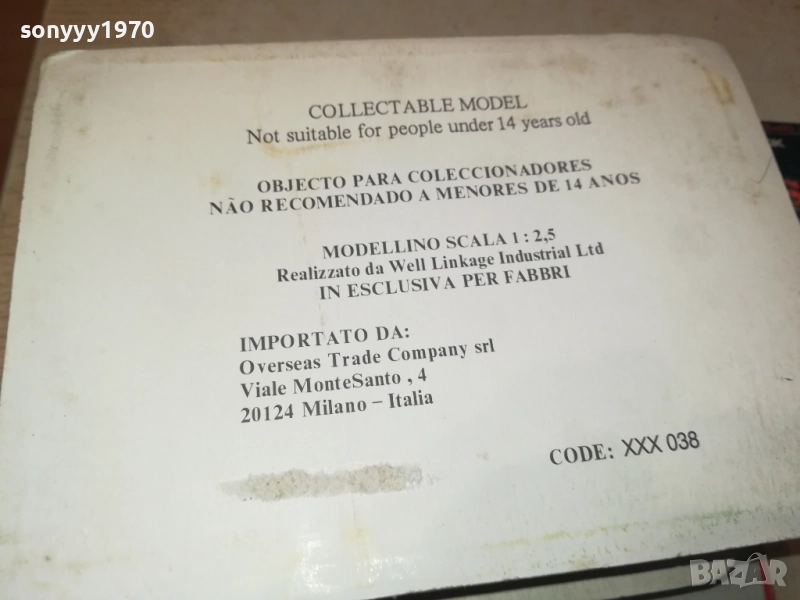 sonyyy1970
COLLECTABLE MODEL
Not suitable for people under 14 years old
OBJECTO PARA COLECCIONADORES
NÃO RECOMENDADO A MENORES DE 14 ANOS
MODELLINO SCALA 1 : 2,5
Realizzato da Well Linkage Industrial Ltd
IN ESCLUSIVA PER FABBRI
IMPORTATO DA:
Overseas Trade Company srl
Viale MonteSanto , 4
20124 Milano – Italia
CODE: XXX 038
BAZAR